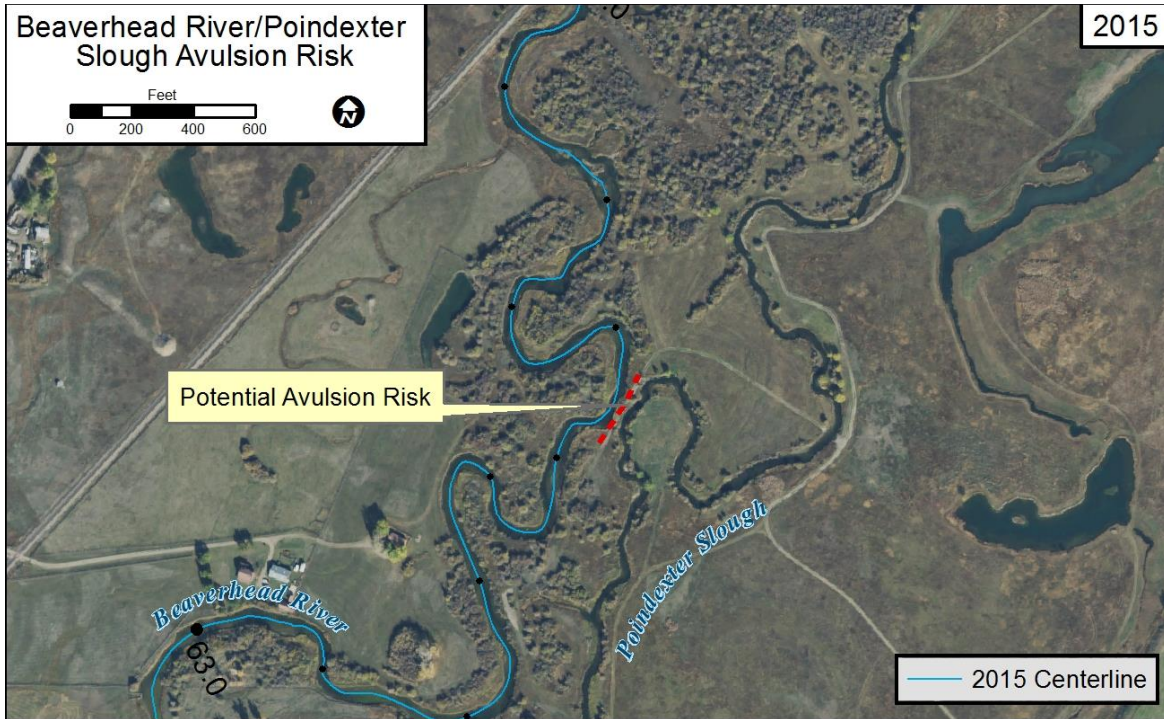 Beaverhead River/Poindexter
Slough Avulsion Risk
Feet
0 200 400 600
N
2015
Potential Avulsion Risk
Beaverhead River
63.0
Poindexter Slough
2015 Centerline